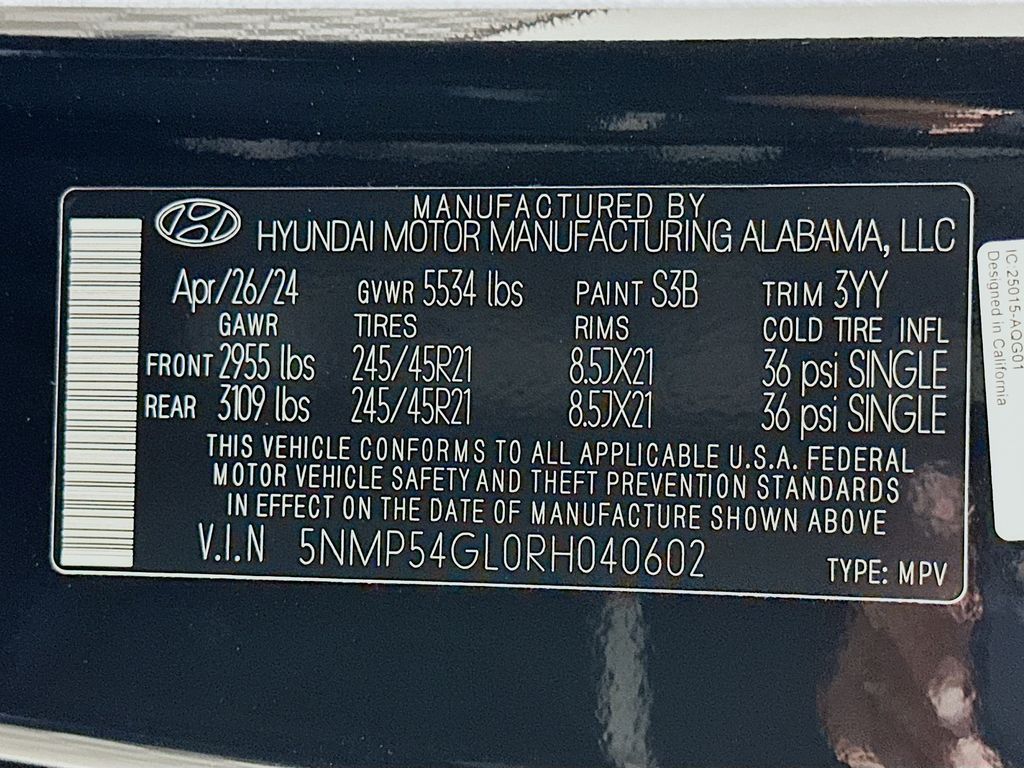 MANUFACTURED BY
HYUNDAI MOTOR MANUFACTURING ALABAMA, LLC
Apr/26/24 GVWR 5534 lbs PAINT S3B TRIM 3YY
GAWR TIRES RIMS COLD TIRE INFL
FRONT 2955 lbs 245/45R21 8.5JX21 36 psi SINGLE
REAR 3109 lbs 245/45R21 8.5JX21 36 psi SINGLE
THIS VEHICLE CONFORMS TO ALL APPLICABLE U.S.A. FEDERAL
MOTOR VEHICLE SAFETY AND THEFT PREVENTION STANDARDS
IN EFFECT ON THE DATE OF MANUFACTURE SHOWN ABOVE
V.I.N 5NMP54GL0RH040602
TYPE: MPV
IC-25015-AQG01
Designed in California